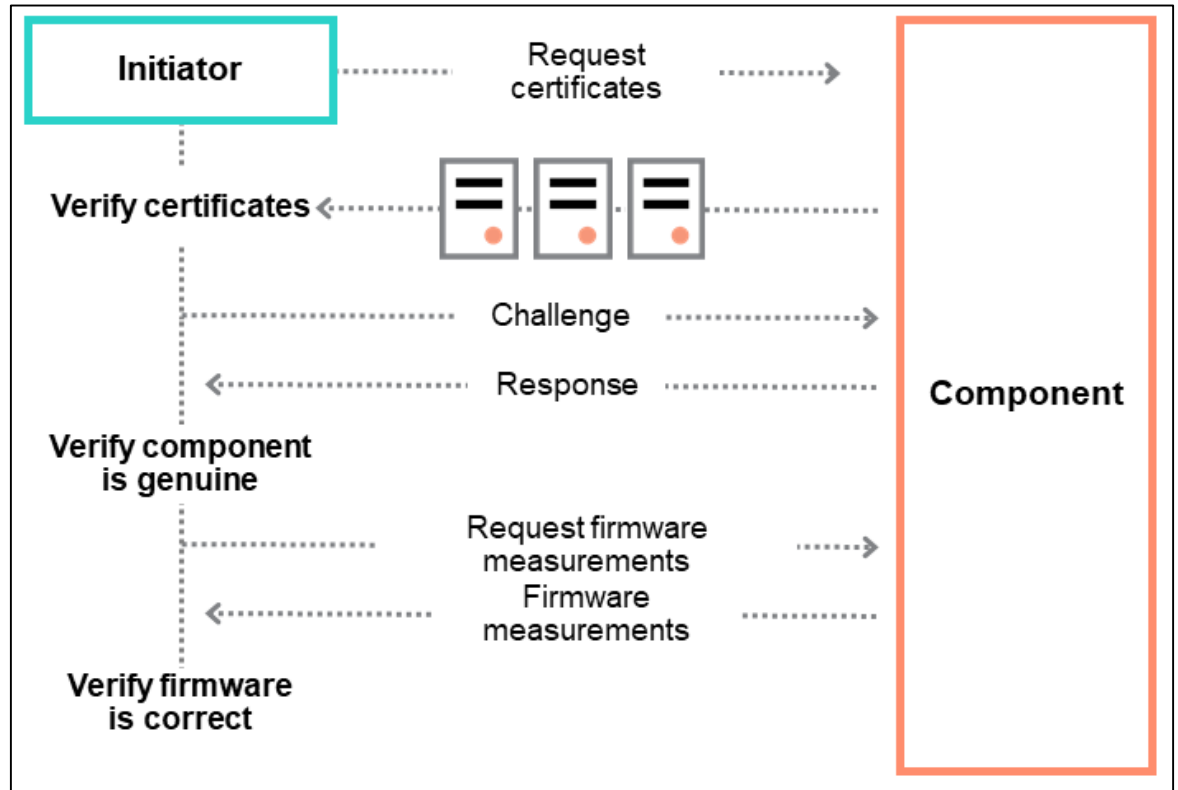 Initiator
Request
certificates
Verify certificates
Challenge
Response
Component
Verify component
is genuine
Request firmware
measurements
Firmware
measurements
Verify firmware
is correct